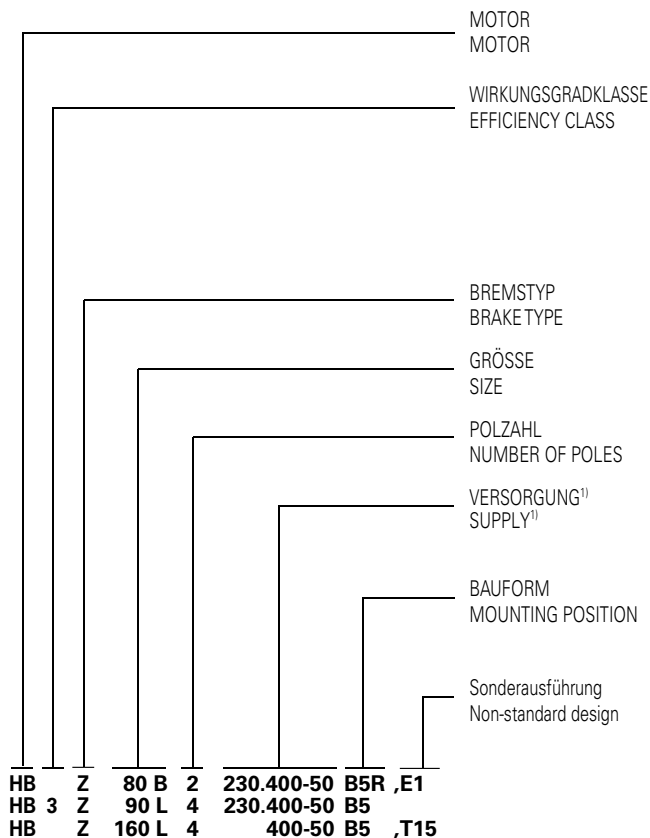 MOTOR
MOTOR
WIRKUNGSGRADKLASSE
EFFICIENCY CLASS
BREMSTYP
BRAKE TYPE
GRÖSSE
SIZE
POLZAHL
NUMBER OF POLES
VERSORGUNG1)
SUPPLY1)
BAUFORM
MOUNTING POSITION
Sonderausführung
Non-standard design
HB Z 80 B 2 230.400-50 B5R ,E1
HB 3 Z 90 L 4 230.400-50 B5
HB Z 160 L 4 400-50 B5 ,T15